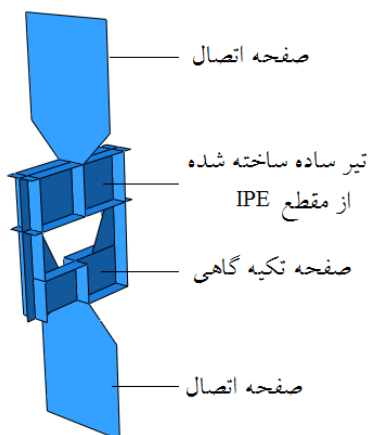 صفحه اتصال
تیر ساده ساخته شده
از مقطع IPE
صفحه تکیه گاهی
صفحه اتصال